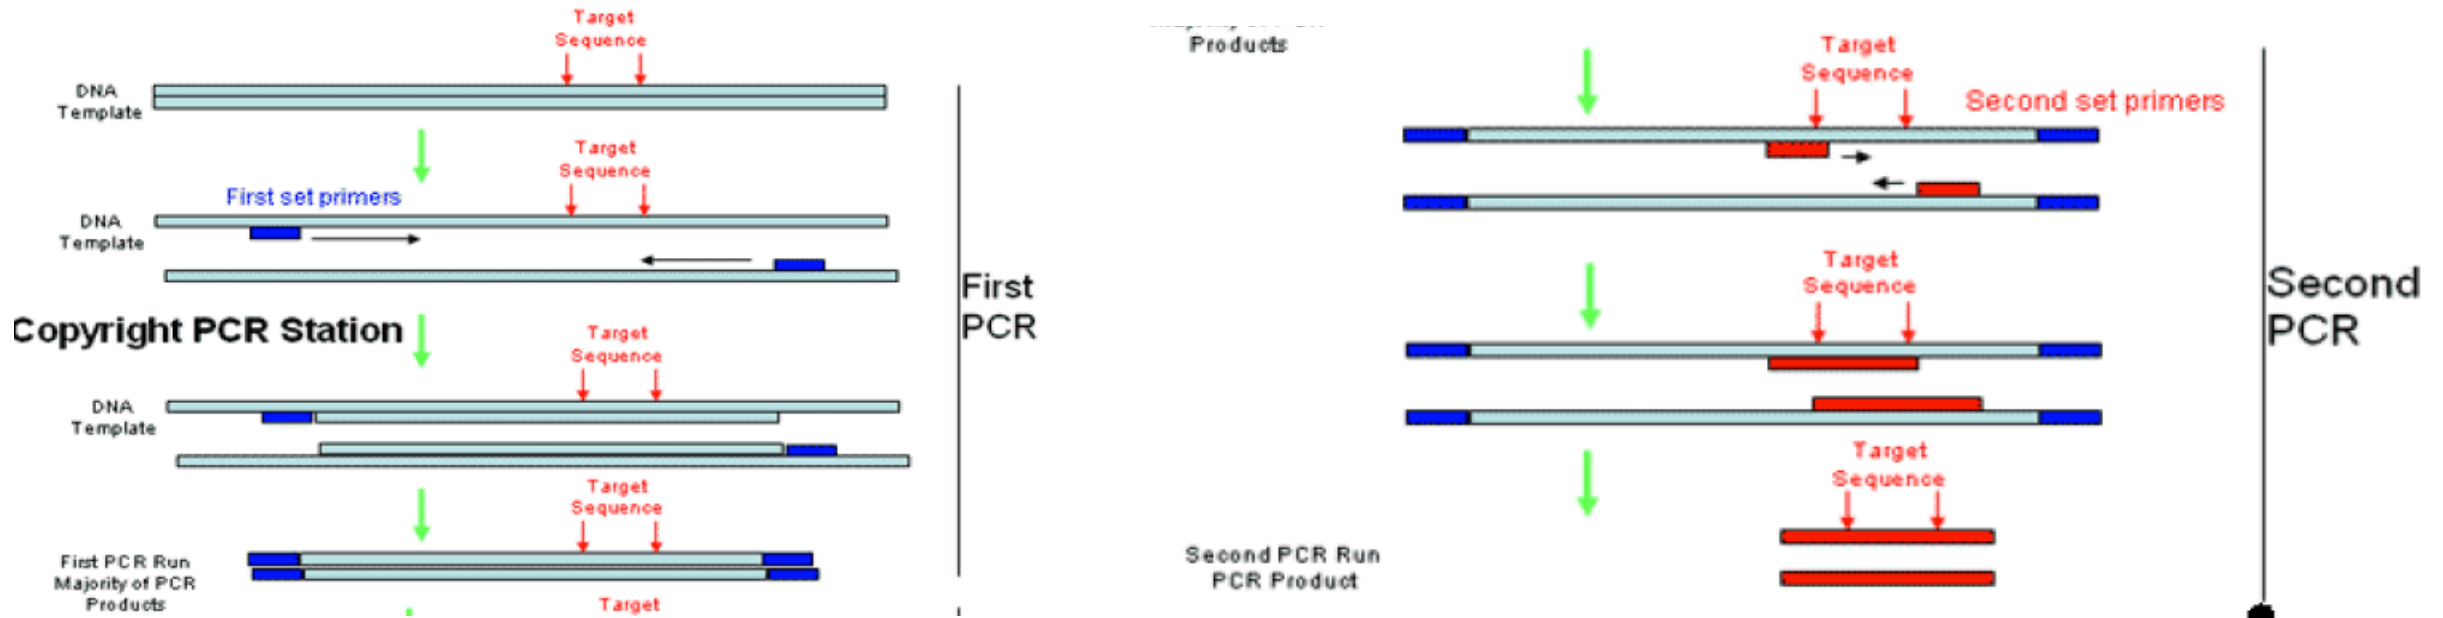 Target
Sequence
DNA
Template
Target
Sequence
First set primers
DNA
Template
First
PCR
Copyright PCR Station
Target
Sequence
DNA
Template
Target
Sequence
First PCR Run
Majority of PCR
Products
Target
Products
Target
Sequence
Second set primers
Target
Sequence
Second
PCR
Target
Sequence
Second PCR Run
PCR Product